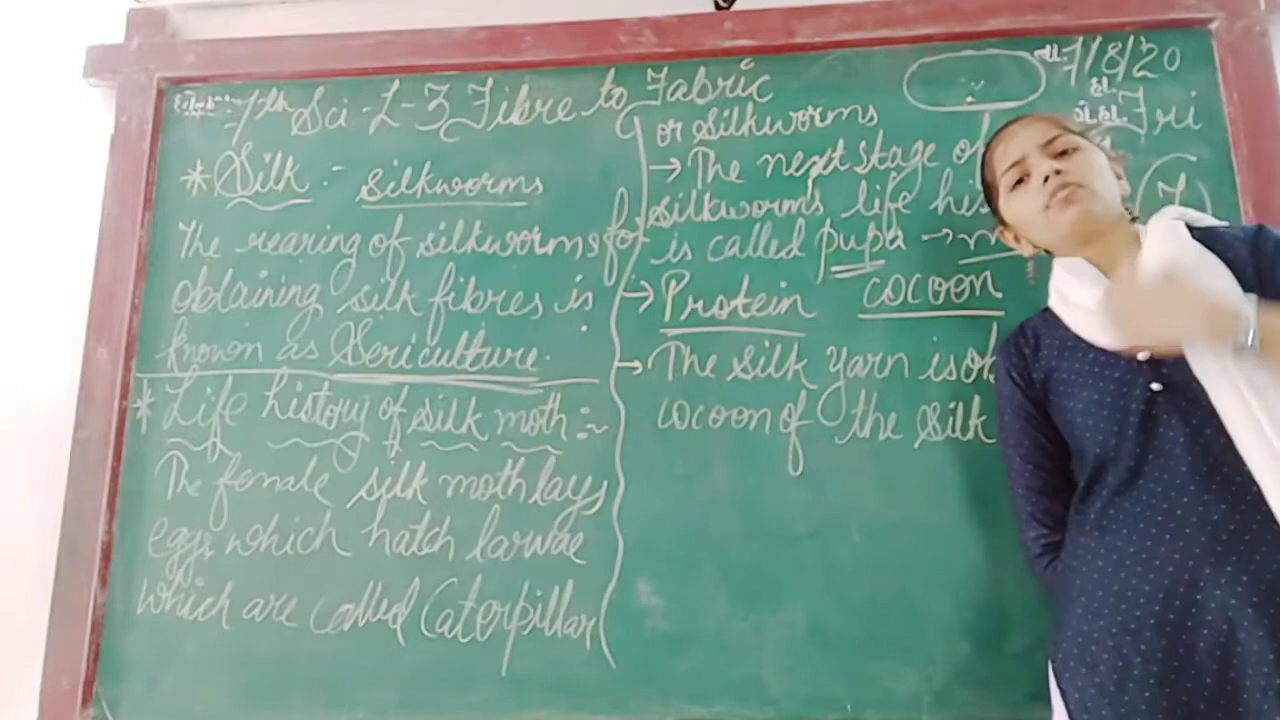 7th Sci-L-3 Fibre to Fabric
તા. 7/8/20
હા.
ગે.હા. Fri
* Silk :- silkworms
The rearing of silkworms for
obtaining silk fibres is
known as Sericulture.
* Life history of silk moth :-
The female silk moth lays
eggs which hatch larvae
which are called Caterpillar
or silkworms
→ The next stage of
silkworms life his
is called pupa →
→ Protein cocoon
→ The silk yarn is ob
cocoon of the silk
7